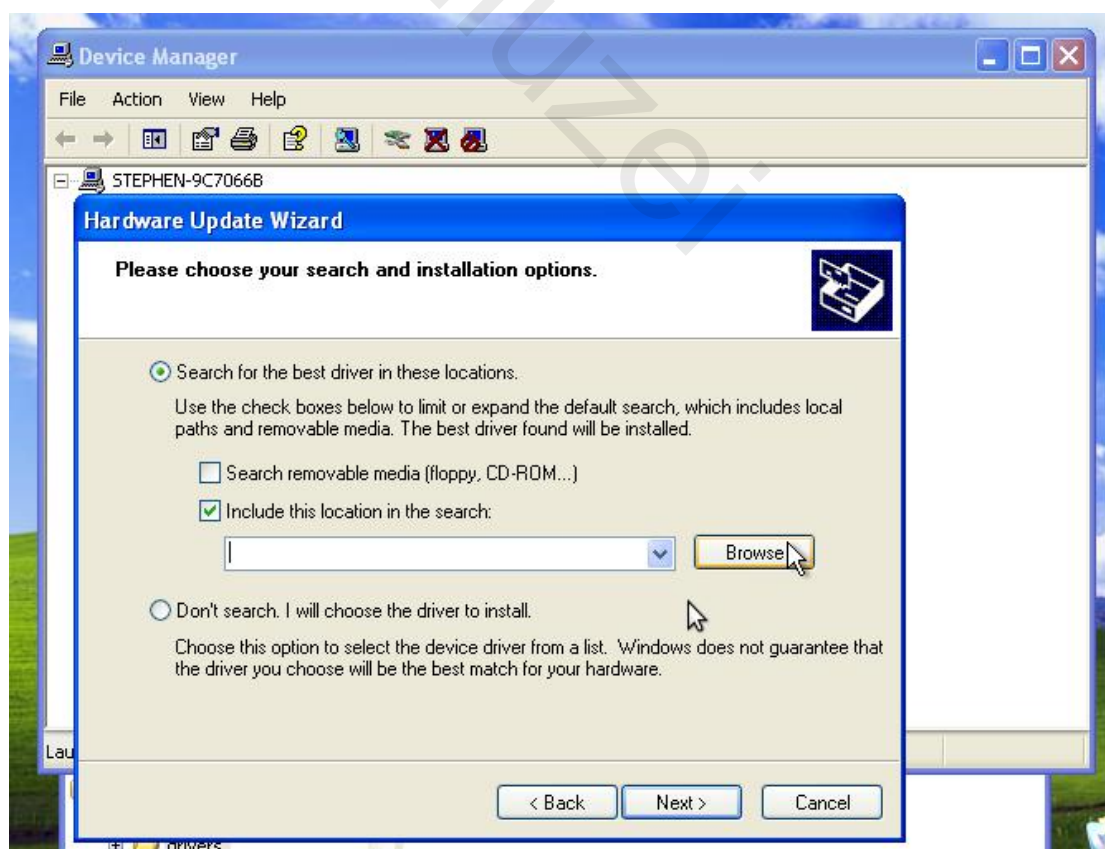 muzei
Device Manager
File Action View Help
STEPHEN-9C7066B
Hardware Update Wizard
Please choose your search and installation options.
Search for the best driver in these locations.
Use the check boxes below to limit or expand the default search, which includes local
paths and removable media. The best driver found will be installed.
Search removable media (floppy, CD-ROM...)
Include this location in the search:
Browse
Don't search. I will choose the driver to install.
Choose this option to select the device driver from a list. Windows does not guarantee that
the driver you choose will be the best match for your hardware.
Lau
< Back Next > Cancel
drivers